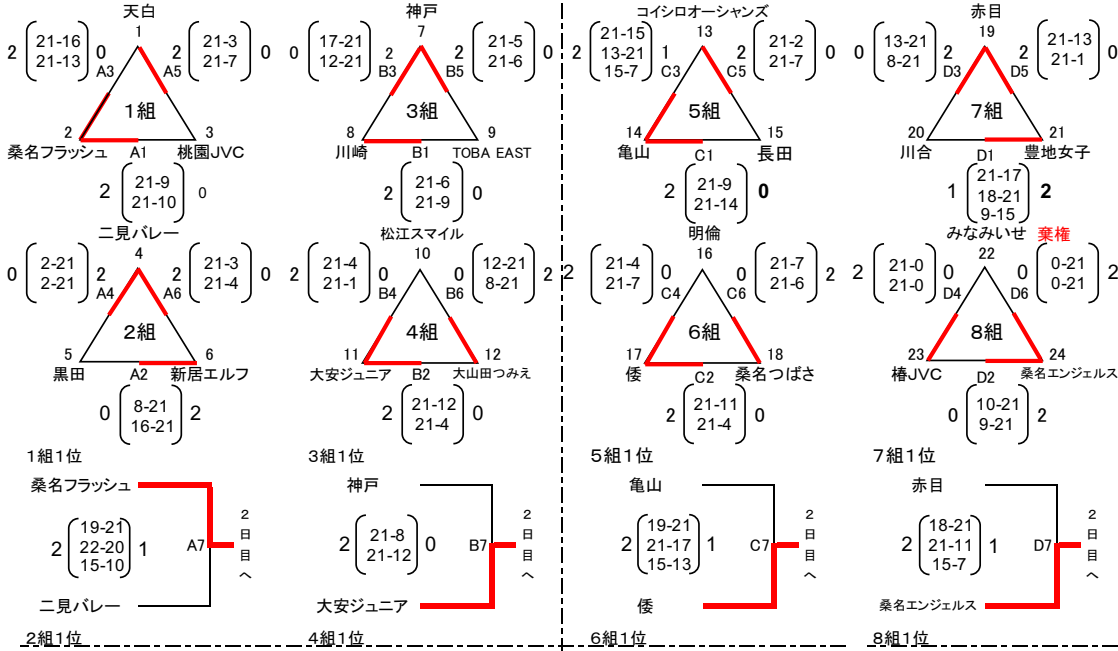 天白
1
2 21-16 21-13 0
A3
2 21-3 21-7 0
A5
1組
2
桑名フラッシュ
3
桃園JVC
A1
2 21-9 21-10 0
神戸
7
0 17-21 12-21 2
B3
2 21-5 21-6 0
B5
3組
8
川崎
9
TOBA EAST
B1
2 21-6 21-9 0
コイシロオーシャンズ
13
2 21-15 13-21 15-7 1
C3
2 21-2 21-7 0
C5
5組
14
亀山
15
長田
C1
2 21-9 21-14 0
赤目
19
0 13-21 8-21 2
D3
2 21-13 21-1 0
D5
7組
20
川合
21
豊地女子
D1
1 21-17 18-21 9-15 2
二見バレー
4
0 2-21 2-21 2
A4
2 21-3 21-4 0
A6
2組
5
黒田
6
新居エルフ
A2
0 8-21 16-21 2
松江スマイル
10
2 21-4 21-1 0
B4
0 12-21 8-21 2
B6
4組
11
大安ジュニア
12
大山田つみえ
B2
2 21-12 21-4 0
明倫
16
2 21-4 21-7 0
C4
0 21-7 21-6 2
C6
6組
17
倭
18
桑名つばさ
C2
2 21-11 21-4 0
みなみいせ 棄権
22
2 21-0 21-0 0
D4
0 0-21 0-21 2
D6
8組
23
椿JVC
24
桑名エンジェルス
D2
0 10-21 9-21 2
1組1位
桑名フラッシュ
2 19-21 22-20 15-10 1
A7
2日目へ
二見バレー
2組1位
3組1位
神戸
2 21-8 21-12 0
B7
2日目へ
大安ジュニア
4組1位
5組1位
亀山
2 19-21 21-17 15-13 1
C7
2日目へ
倭
6組1位
7組1位
赤目
2 18-21 21-11 15-7 1
D7
2日目へ
桑名エンジェルス
8組1位